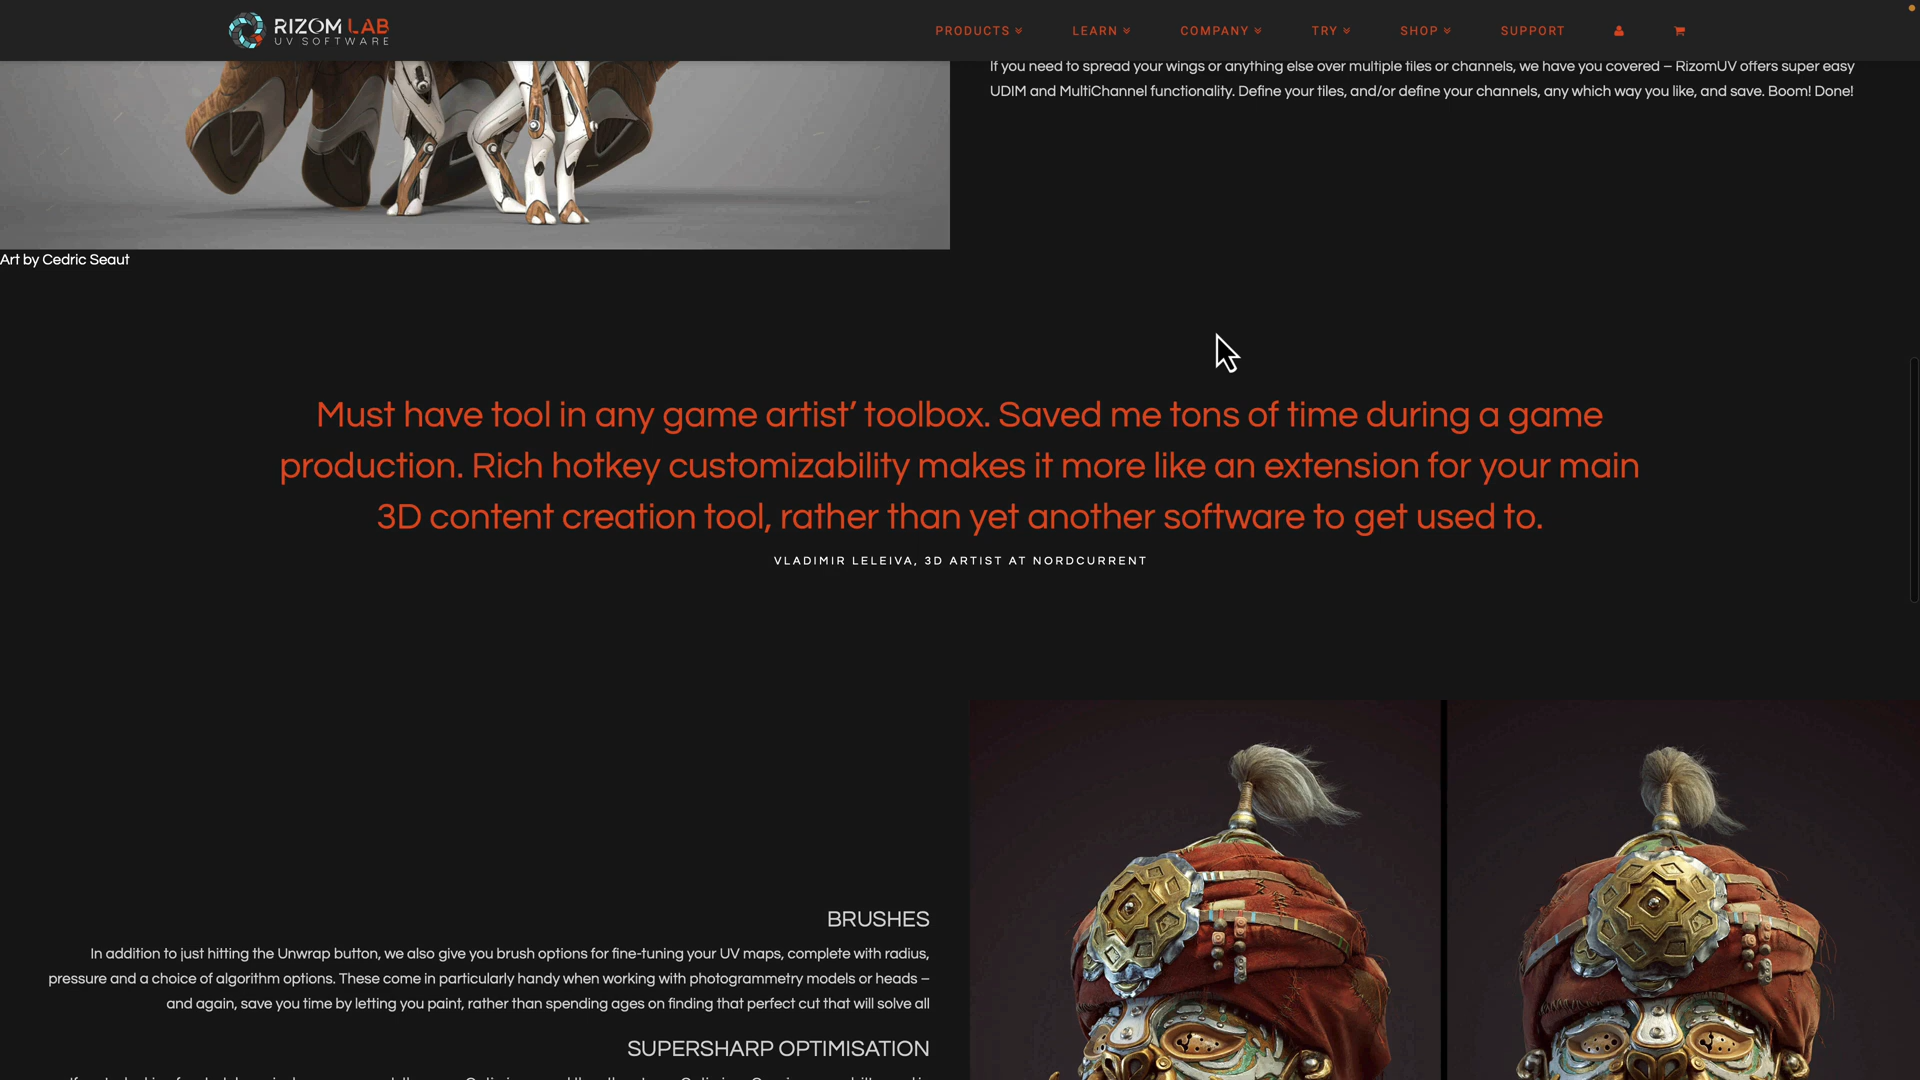 RIZOM LAB
UV SOFTWARE
PRODUCTS
LEARN
COMPANY
TRY
SHOP
SUPPORT
If you need to spread your wings or anything else over multiple tiles or channels, we have you covered – RizomUV offers super easy
UDIM and MultiChannel functionality. Define your tiles, and/or define your channels, any which way you like, and save. Boom! Done!
Art by Cedric Seaut
Must have tool in any game artist’ toolbox. Saved me tons of time during a game
production. Rich hotkey customizability makes it more like an extension for your main
3D content creation tool, rather than yet another software to get used to.
VLADIMIR LELEIVA, 3D ARTIST AT NORDCURRENT
BRUSHES
In addition to just hitting the Unwrap button, we also give you brush options for fine-tuning your UV maps, complete with radius,
pressure and a choice of algorithm options. These come in particularly handy when working with photogrammetry models or heads –
and again, save you time by letting you paint, rather than spending ages on finding that perfect cut that will solve all
SUPERSHARP OPTIMISATION